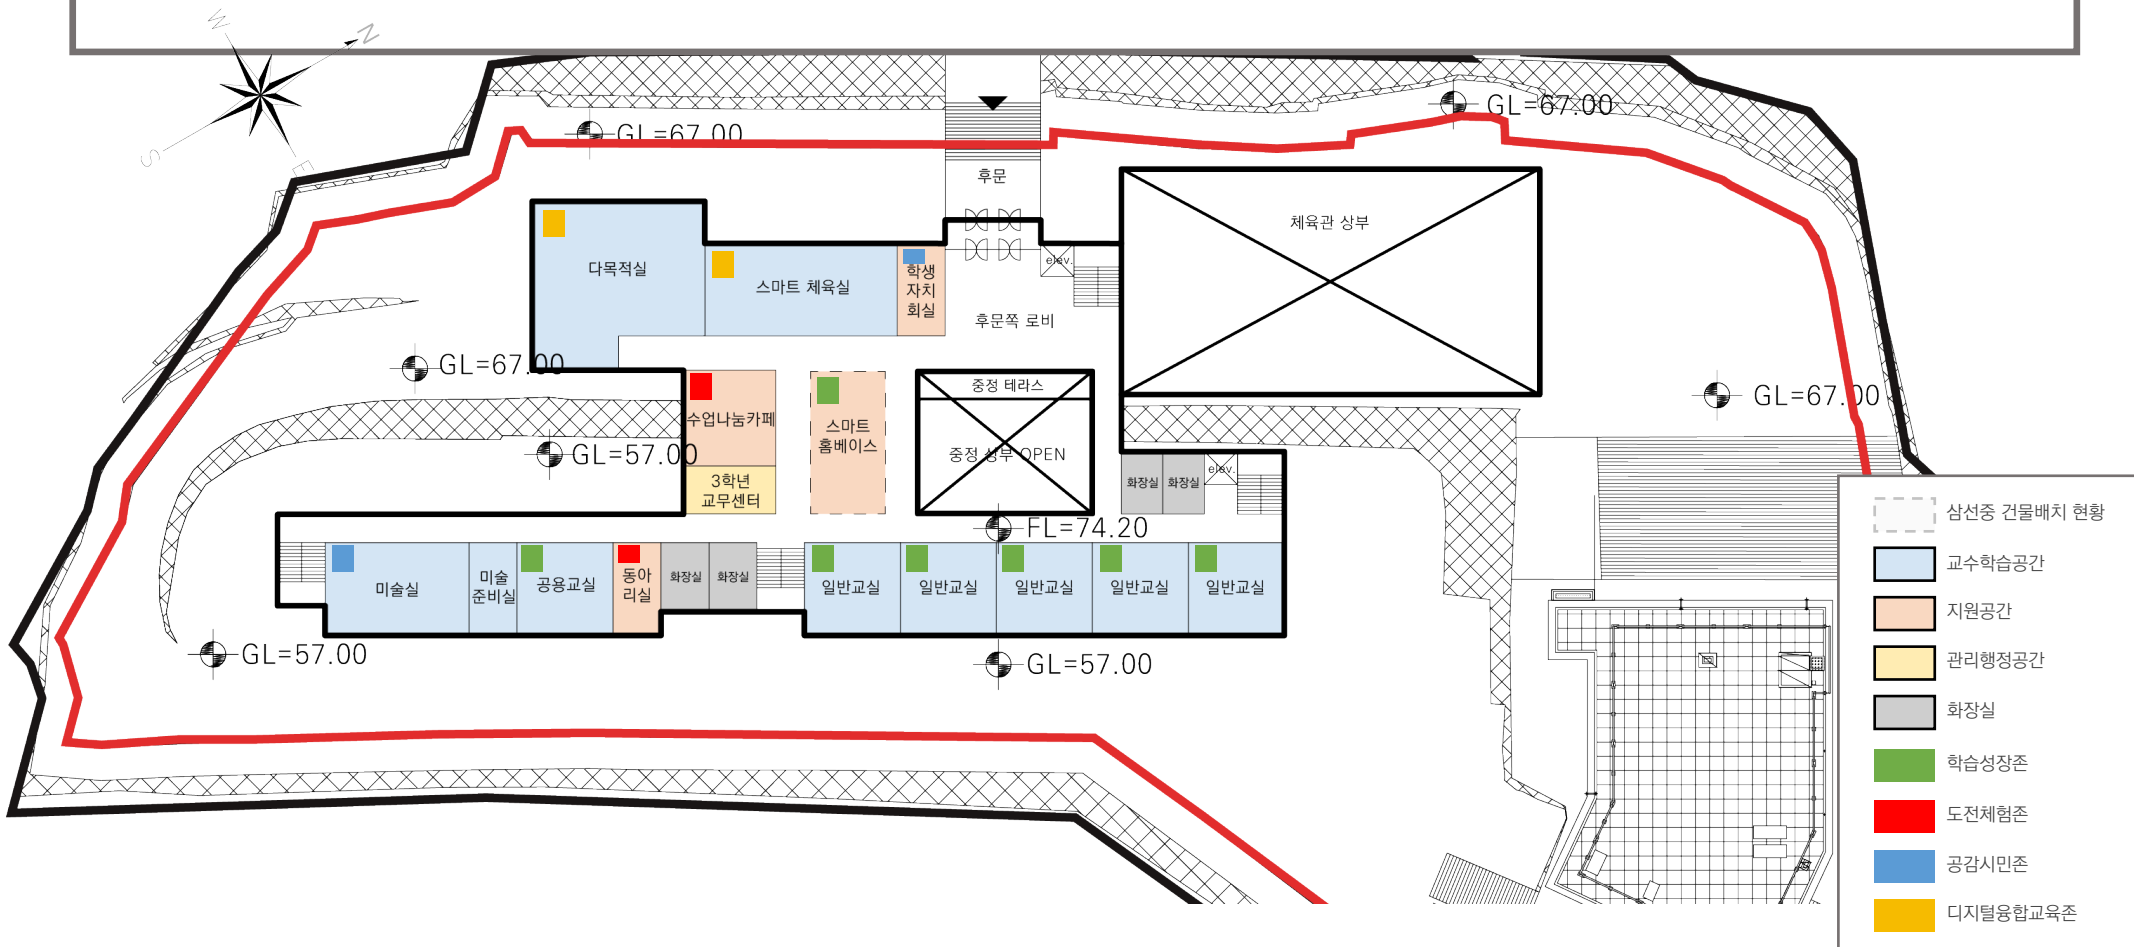 W
N
S
E
GL=67.00
GL=67.00
후문
체육관 상부
다목적실
스마트 체육실
학생
자치
회실
elev.
후문쪽 로비
GL=67.00
중정 테라스
GL=67.00
수업나눔카페
스마트
홈베이스
중정 상부 OPEN
GL=57.00
3학년
교무센터
화장실
화장실
elev.
FL=74.20
미술실
미술
준비실
공용교실
동아
리실
화장실
화장실
일반교실
일반교실
일반교실
일반교실
일반교실
GL=57.00
GL=57.00
삼선중 건물배치 현황
교수학습공간
지원공간
관리행정공간
화장실
학습성장존
도전체험존
공감시민존
디지털융합교육존